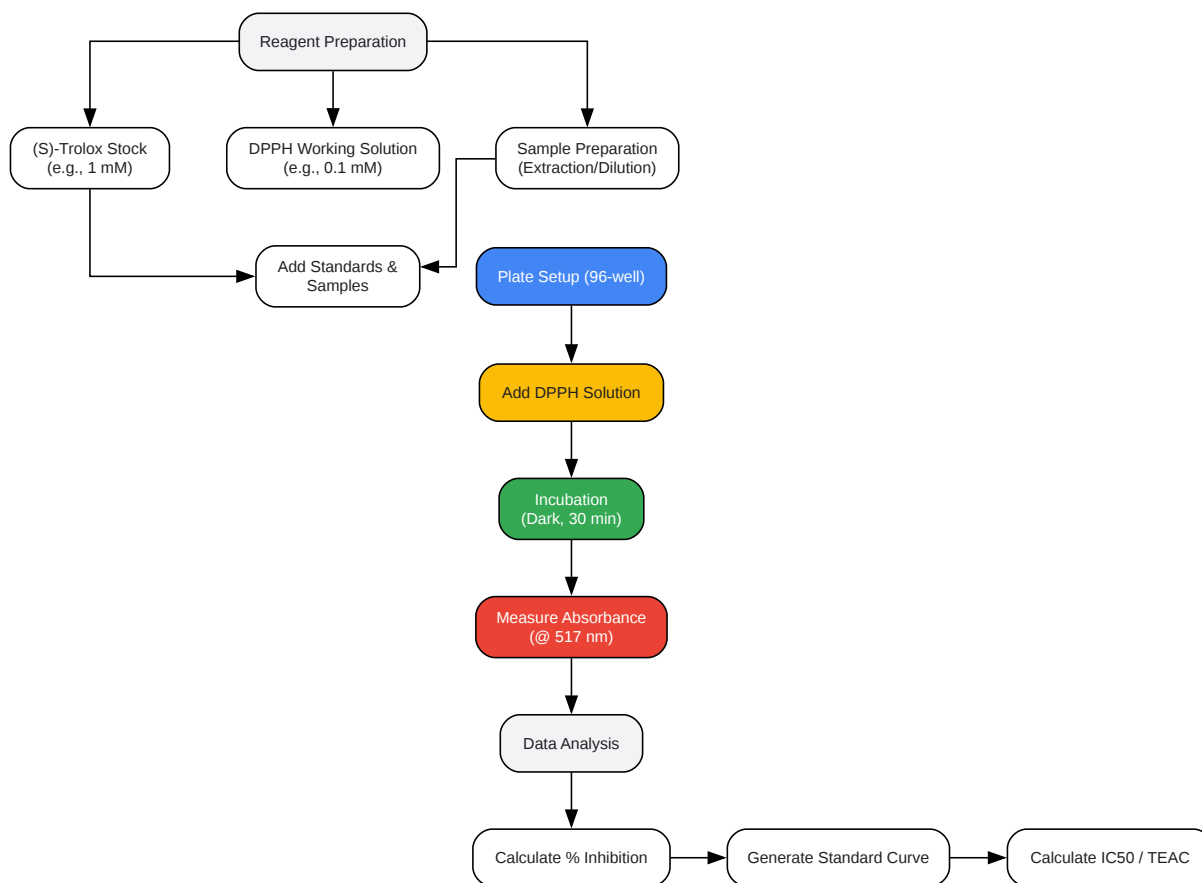 Reagent Preparation
(S)-Trolox Stock
(e.g., 1 mM)
DPPH Working Solution
(e.g., 0.1 mM)
Sample Preparation
(Extraction/Dilution)
Add Standards &
Samples
Plate Setup (96-well)
Add DPPH Solution
Incubation
(Dark, 30 min)
Measure Absorbance
(@ 517 nm)
Data Analysis
Calculate % Inhibition
Generate Standard Curve
Calculate IC50 / TEAC